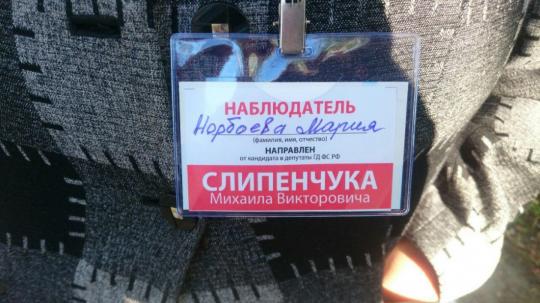 НАБЛЮДАТЕЛЬ
Норбоева Мария
(фамилия, имя, отчество)
НАПРАВЛЕН
от кандидата в депутаты ГД ФС РФ
СЛИПЕНЧУКА
Михаила Викторовича